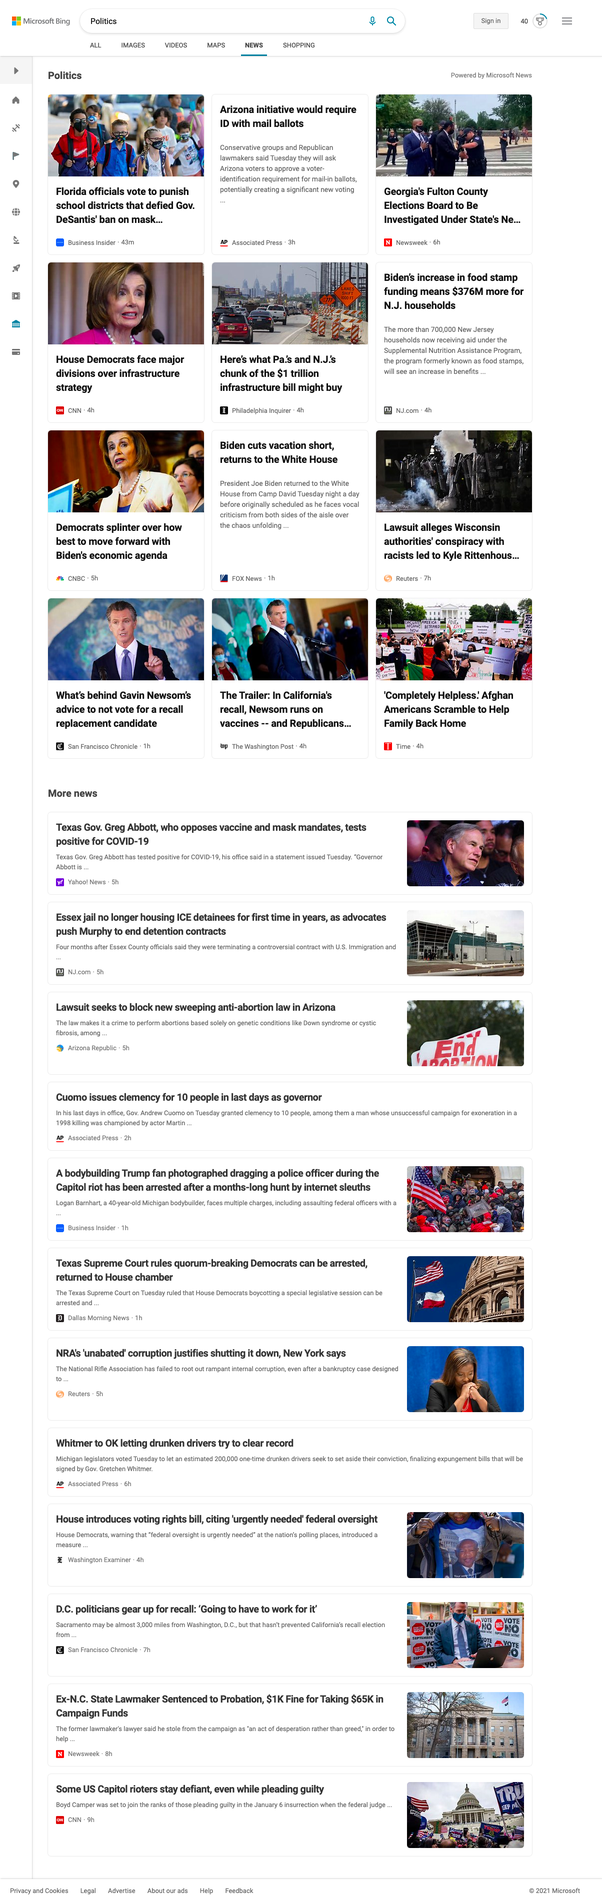 Microsoft Bing
Politics
Sign in
40
ALL
IMAGES
VIDEOS
MAPS
NEWS
SHOPPING
Politics
Powered by Microsoft News
Florida officials vote to punish
school districts that defied Gov.
DeSantis' ban on mask...
Business Insider · 43m
Arizona initiative would require
ID with mail ballots
Conservative groups and Republican
lawmakers said Tuesday they will ask
Arizona voters to approve a voter-
identification requirement for mail-in ballots,
potentially creating a significant new voting
...
AP Associated Press · 3h
Georgia's Fulton County
Elections Board to Be
Investigated Under State's Ne...
N Newsweek · 6h
House Democrats face major
divisions over infrastructure
strategy
CNN · 4h
Here's what Pa.'s and N.J.'s
chunk of the $1 trillion
infrastructure bill might buy
Philadelphia Inquirer · 4h
Biden's increase in food stamp
funding means $376M more for
N.J. households
The more than 700,000 New Jersey
households now receiving aid under the
Supplemental Nutrition Assistance Program,
the program formerly known as food stamps,
will see an increase in benefits ...
NJ.com · 4h
Democrats splinter over how
best to move forward with
Biden's economic agenda
CNBC · 5h
Biden cuts vacation short,
returns to the White House
President Joe Biden returned to the White
House from Camp David Tuesday night a day
before originally scheduled as he faces vocal
criticism from both sides of the aisle over
the chaos unfolding ...
FOX News · 1h
Lawsuit alleges Wisconsin
authorities' conspiracy with
racists led to Kyle Rittenhous...
Reuters · 7h
What's behind Gavin Newsom's
advice to not vote for a recall
replacement candidate
San Francisco Chronicle · 1h
The Trailer: In California's
recall, Newsom runs on
vaccines -- and Republicans...
wp The Washington Post · 4h
'Completely Helpless.' Afghan
Americans Scramble to Help
Family Back Home
T Time · 4h
More news
Texas Gov. Greg Abbott, who opposes vaccine and mask mandates, tests
positive for COVID-19
Texas Gov. Greg Abbott has tested positive for COVID-19, his office said in a statement issued Tuesday. "Governor
Abbott is ...
Yahoo! News · 5h
Essex jail no longer housing ICE detainees for first time in years, as advocates
push Murphy to end detention contracts
Four months after Essex County officials said they were terminating a controversial contract with U.S. Immigration and
...
NJ.com · 5h
Lawsuit seeks to block new sweeping anti-abortion law in Arizona
The law makes it a crime to perform abortions based solely on genetic conditions like Down syndrome or cystic
fibrosis, among ...
Arizona Republic · 5h
End
ABORTION
Cuomo issues clemency for 10 people in last days as governor
In his last days in office, Gov. Andrew Cuomo on Tuesday granted clemency to 10 people, among them a man whose unsuccessful campaign for exoneration in a
1998 killing was championed by actor Martin ...
AP Associated Press · 2h
A bodybuilding Trump fan photographed dragging a police officer during the
Capitol riot has been arrested after a months-long hunt by internet sleuths
Logan Barnhart, a 40-year-old Michigan bodybuilder, faces multiple charges, including assaulting federal officers with a
...
Business Insider · 1h
Texas Supreme Court rules quorum-breaking Democrats can be arrested,
returned to House chamber
The Texas Supreme Court on Tuesday ruled that House Democrats boycotting a special legislative session can be
arrested and ...
Dallas Morning News · 1h
NRA's 'unabated' corruption justifies shutting it down, New York says
The National Rifle Association has failed to root out rampant internal corruption, even after a bankruptcy case designed
to ...
Reuters · 5h
Whitmer to OK letting drunken drivers try to clear record
Michigan legislators voted Tuesday to let an estimated 200,000 one-time drunken drivers seek to set aside their conviction, finalizing expungement bills that will be
signed by Gov. Gretchen Whitmer.
AP Associated Press · 6h
House introduces voting rights bill, citing 'urgently needed' federal oversight
House Democrats, warning that "federal oversight is urgently needed" at the nation's polling places, introduced a
measure ...
Washington Examiner · 4h
D.C. politicians gear up for recall: 'Going to have to work for it'
Sacramento may be almost 3,000 miles from Washington, D.C., but that hasn't prevented California's recall election
from ...
San Francisco Chronicle · 7h
VOTE
NO
VOTE
NO
Ex-N.C. State Lawmaker Sentenced to Probation, $1K Fine for Taking $65K in
Campaign Funds
The former lawmaker's lawyer said he stole from the campaign as "an act of desperation rather than greed," in order to
help ...
N Newsweek · 8h
Some US Capitol rioters stay defiant, even while pleading guilty
Boyd Camper was set to join the ranks of those pleading guilty in the January 6 insurrection when the federal judge ...
CNN · 9h
TRU
Privacy and Cookies
Legal
Advertise
About our ads
Help
Feedback
© 2021 Microsoft